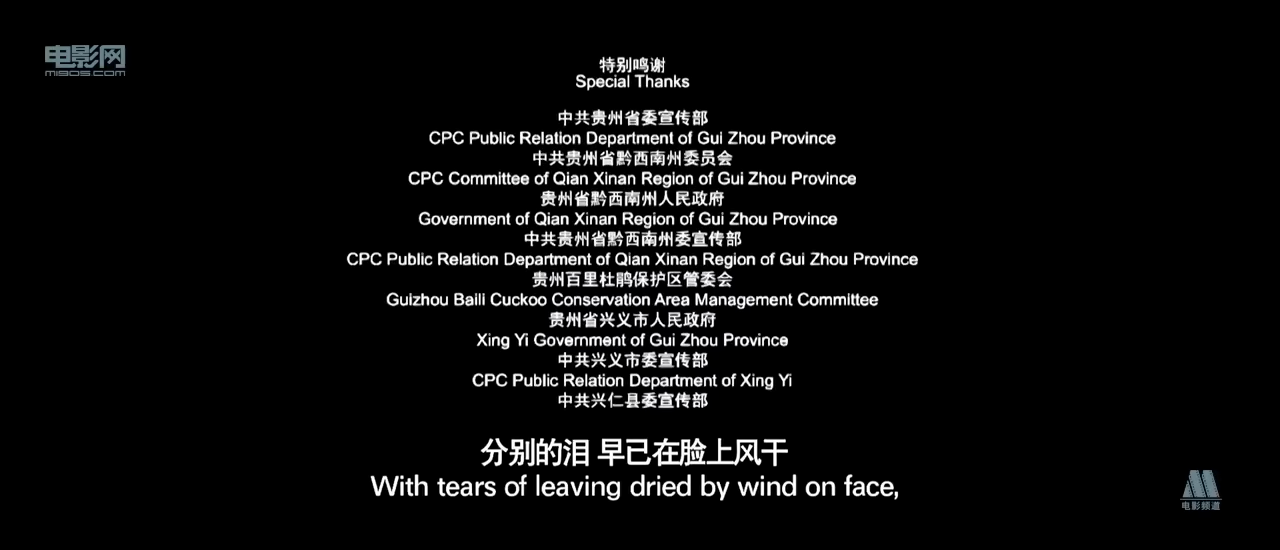 电影网
m1905.com
特别鸣谢
Special Thanks
中共贵州省委宣传部
CPC Public Relation Department of Gui Zhou Province
中共贵州省黔西南州委员会
CPC Committee of Qian Xinan Region of Gui Zhou Province
贵州省黔西南州人民政府
Government of Qian Xinan Region of Gui Zhou Province
中共贵州省黔西南州委宣传部
CPC Public Relation Department of Qian Xinan Region of Gui Zhou Province
贵州百里杜鹃保护区管委会
Guizhou Baili Cuckoo Conservation Area Management Committee
贵州省兴义市人民政府
Xing Yi Government of Gui Zhou Province
中共兴义市委宣传部
CPC Public Relation Department of Xing Yi
中共兴仁县委宣传部
分别的泪 早已在脸上风干
With tears of leaving dried by wind on face,
电影频道